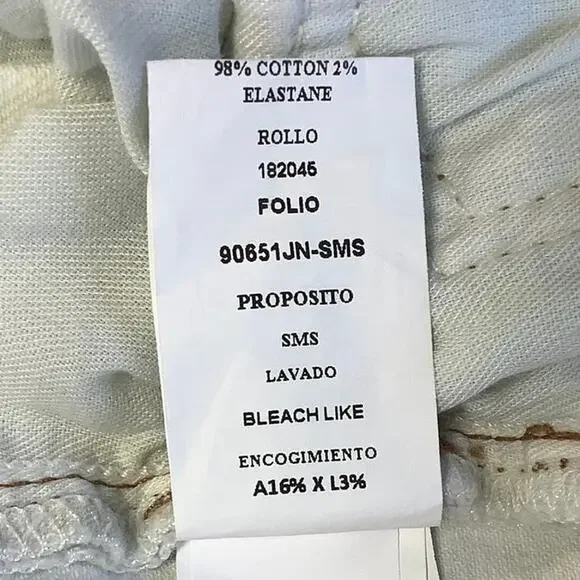 98% COTTON 2%
ELASTANE
ROLLO
182045
FOLIO
90651JN-SMS
PROPOSITO
SMS
LAVADO
BLEACH LIKE
ENCOGIMIENTO
A16% X L3%